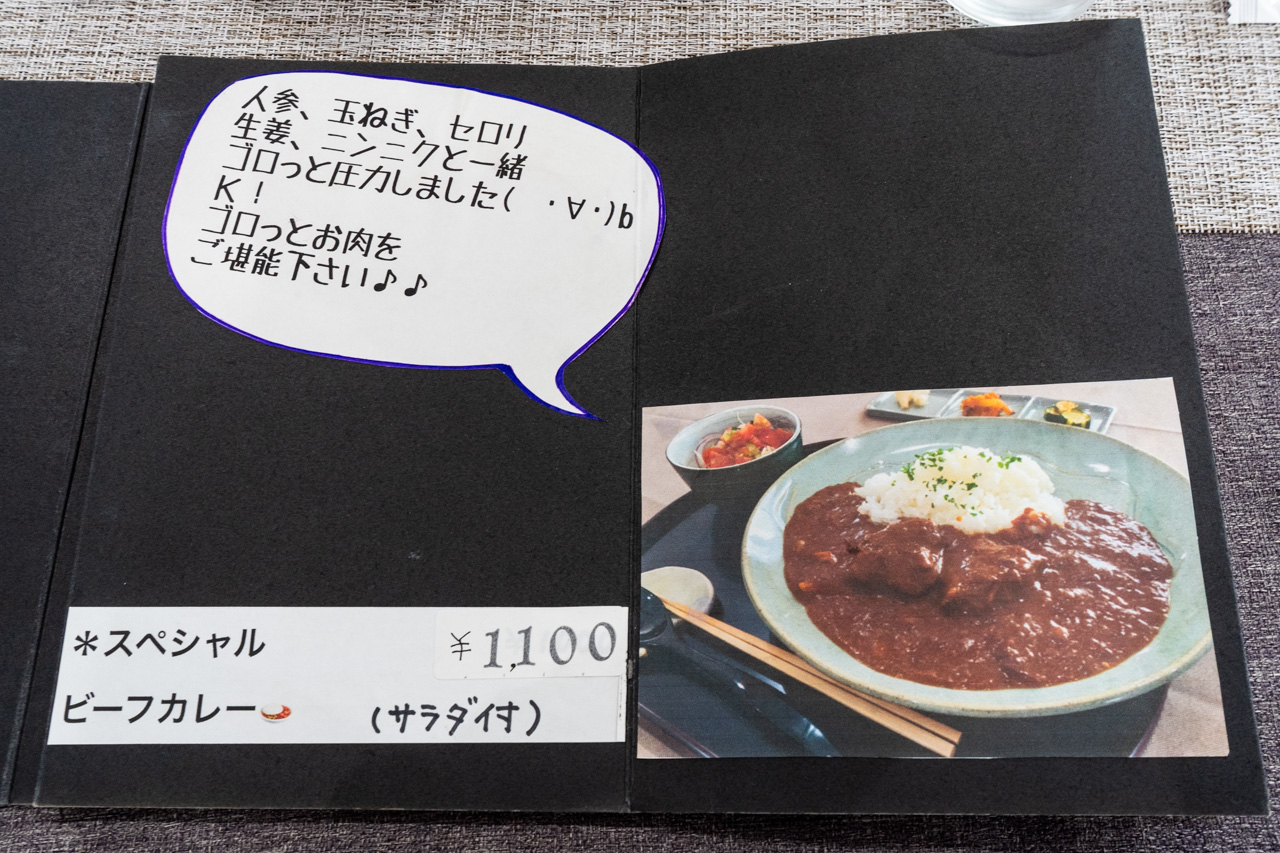 人参、玉ねぎ、セロリ
生姜、ニンニクと一緒
ゴロっと圧力しました(　・∀・)b
K！
ゴロっとお肉を
ご堪能下さい♪♪
＊スペシャル
¥1,100
ビーフカレー🍛
(サラダ付)